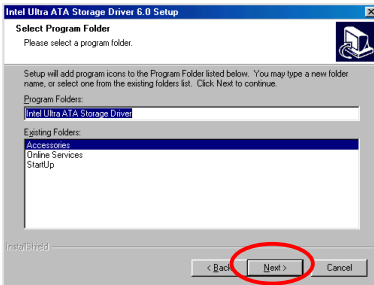 Intel Ultra ATA Storage Driver 6.0 Setup
Select Program Folder
Please select a program folder.
Setup will add program icons to the Program Folder listed below. You may type a new folder
name, or select one from the existing folders list. Click Next to continue.
Program Folders:
Intel Ultra ATA Storage Driver
Existing Folders:
Accessories
Online Services
StartUp
InstallShield
< Back
Next >
Cancel